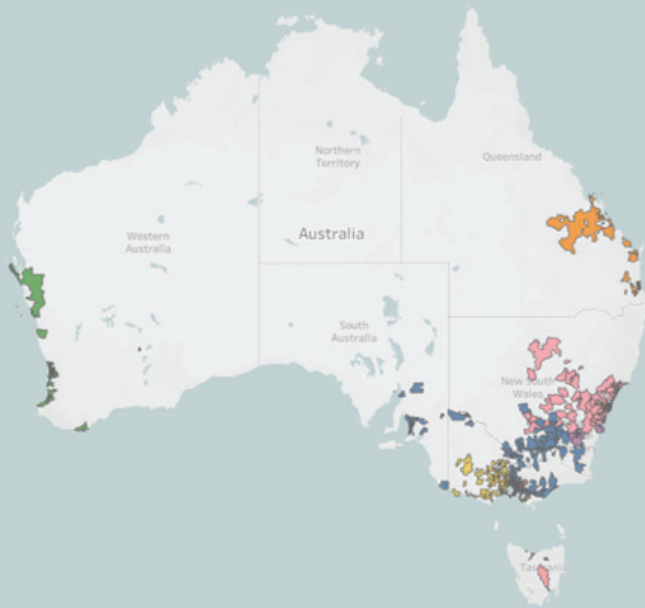 Northern
Territory
Queensland
Western
Australia
Australia
South
Australia
New South
Wales
Tasmania